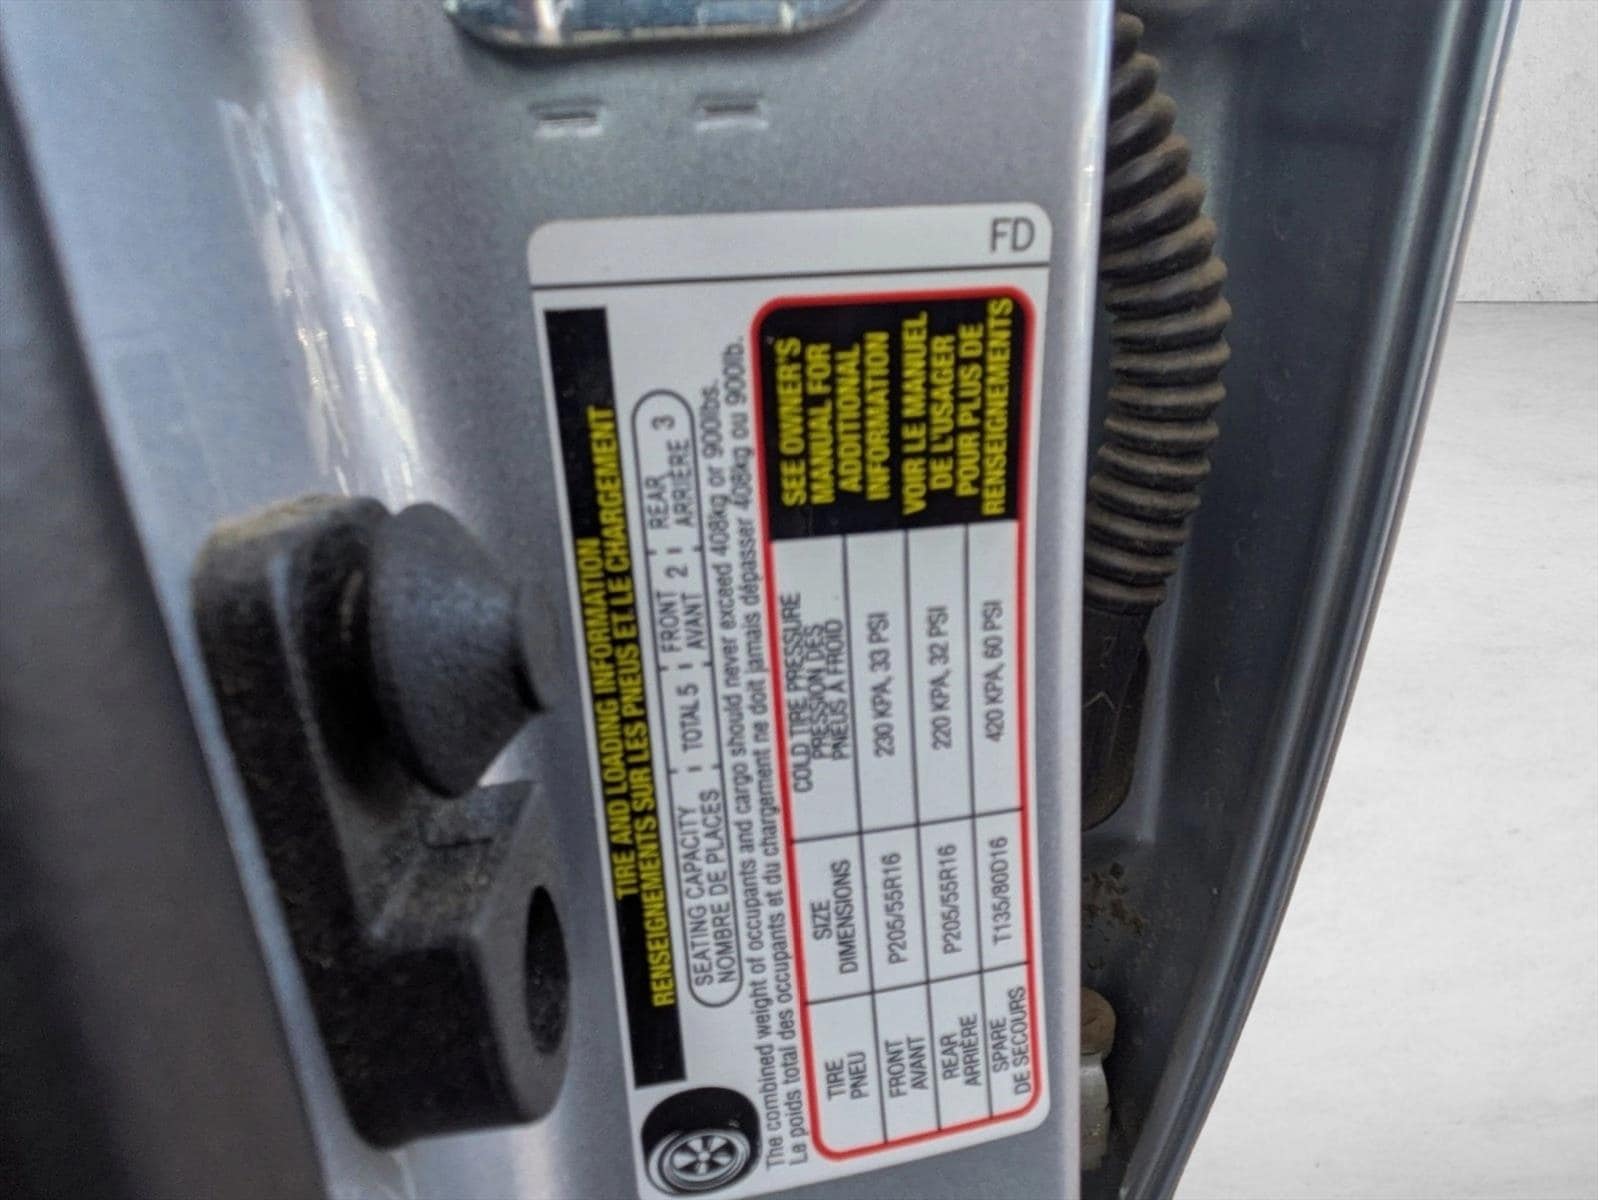 FD
TIRE AND LOADING INFORMATION
RENSEIGNEMENTS SUR LES PNEUS ET LE CHARGEMENT
SEATING CAPACITY TOTAL 5 FRONT 2 REAR 3
NOMBRE DE PLACES AVANT ARRIÈRE
The combined weight of occupants and cargo should never exceed 408kg or 900lbs.
Le poids total des occupants et du chargement ne doit jamais dépasser 408kg ou 900lb.
TIRE
PNEU
SIZE
DIMENSIONS
COLD TIRE PRESSURE
PRESSION DES
PNEUS À FROID
SEE OWNER'S
MANUAL FOR
ADDITIONAL
INFORMATION
VOIR LE MANUEL
DE L'USAGER
POUR PLUS DE
RENSEIGNEMENTS
FRONT
AVANT
P205/55R16
230 KPA, 33 PSI
REAR
ARRIÈRE
P205/55R16
220 KPA, 32 PSI
SPARE
DE SECOURS
T135/80D16
420 KPA, 60 PSI